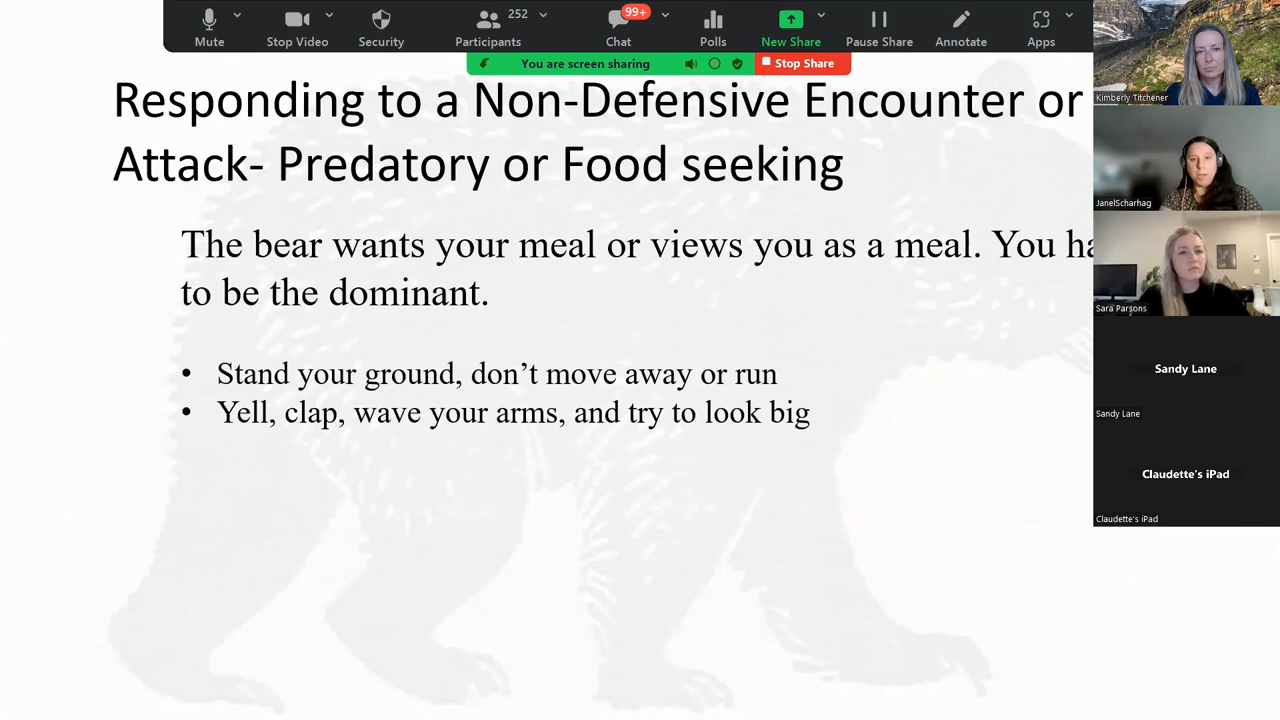 252
99+
Mute
Stop Video
Security
Participants
Chat
Polls
New Share
Pause Share
Annotate
Apps
You are screen sharing
Stop Share
Responding to a Non-Defensive Encounter or
Attack- Predatory or Food seeking
The bear wants your meal or views you as a meal. You ha
to be the dominant.
• Stand your ground, don’t move away or run
• Yell, clap, wave your arms, and try to look big
Kimberly Titchener
JanelScharhag
Sara Parsons
Sandy Lane
Sandy Lane
Claudette's iPad
Claudette's iPad